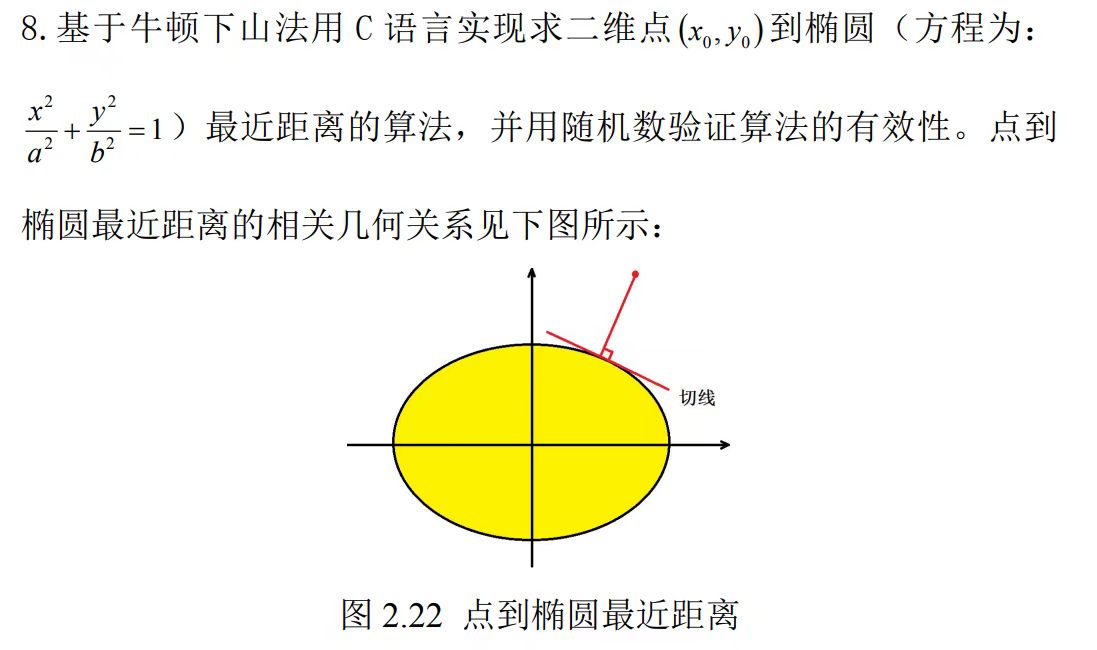 8. 基于牛顿下山法用 C 语言实现求二维点 $(x_0, y_0)$ 到椭圆（方程为：
$\frac{x^2}{a^2} + \frac{y^2}{b^2} = 1$）最近距离的算法，并用随机数验证算法的有效性。点到
椭圆最近距离的相关几何关系见下图所示：
切线
图 2.22 点到椭圆最近距离